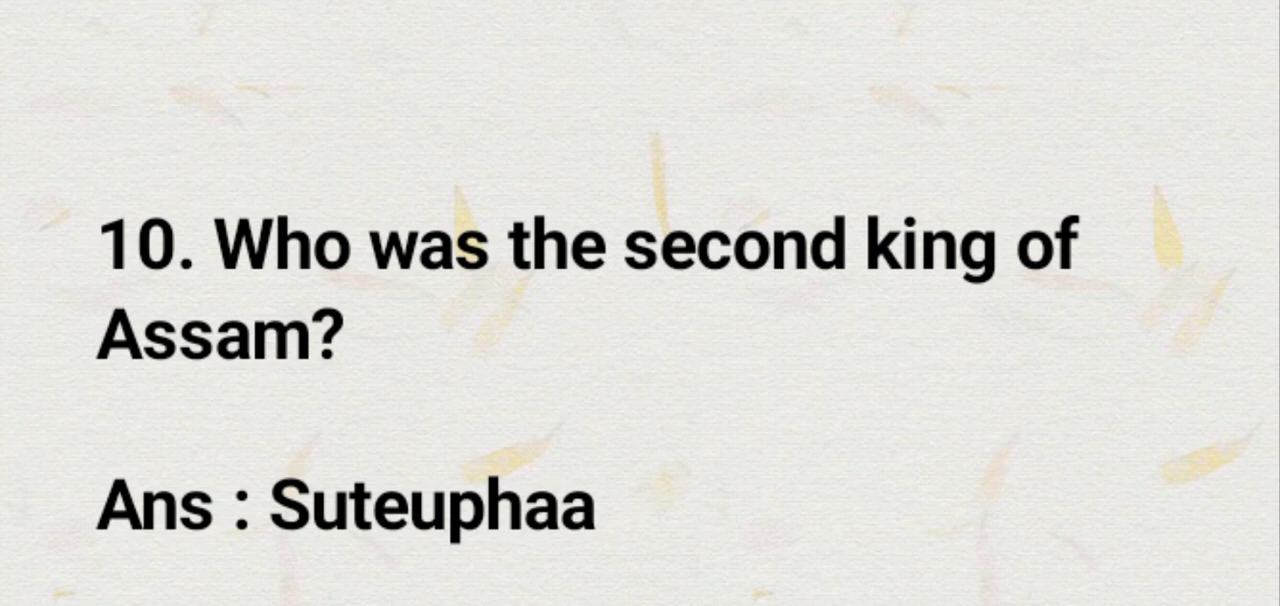 10. Who was the second king of
Assam?
Ans : Suteuphaa